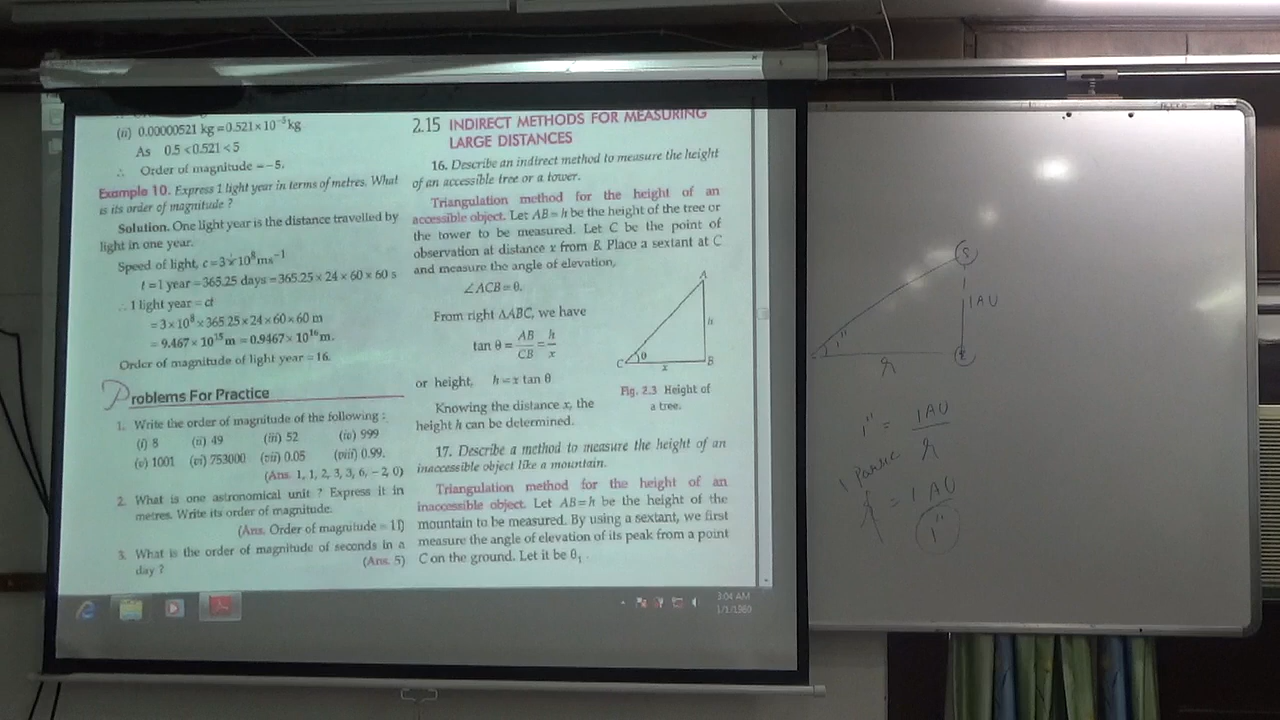 (ii) 0.00000521 kg = 0.521 × 10⁻⁵ kg
As 0.5 < 0.521 < 5
∴ Order of magnitude = −5.
Example 10. Express 1 light year in terms of metres. What
is its order of magnitude ?
Solution. One light year is the distance travelled by
light in one year.
Speed of light, c = 3 × 10⁸ ms⁻¹
t = 1 year = 365.25 days = 365.25 × 24 × 60 × 60 s
∴ 1 light year = ct
= 3 × 10⁸ × 365.25 × 24 × 60 × 60 m
= 9.467 × 10¹⁵ m = 0.9467 × 10¹⁶ m.
Order of magnitude of light year = 16.
Problems For Practice
1. Write the order of magnitude of the following :
(i) 8 (ii) 49 (iii) 52 (iv) 999
(v) 1001 (vi) 753000 (vii) 0.05 (viii) 0.99.
(Ans. 1, 1, 2, 3, 3, 6, − 2, 0)
2. What is one astronomical unit ? Express it in
metres. Write its order of magnitude.
(Ans. Order of magnitude = 11)
3. What is the order of magnitude of seconds in a
day ? (Ans. 5)
2.15 INDIRECT METHODS FOR MEASURING
LARGE DISTANCES
16. Describe an indirect method to measure the height
of an accessible tree or a tower.
Triangulation method for the height of an
accessible object. Let AB = h be the height of the tree or
the tower to be measured. Let C be the point of
observation at distance x from B. Place a sextant at C
and measure the angle of elevation,
∠ACB = θ.
From right ΔABC, we have
tan θ = AB/CB = h/x
or height, h = x tan θ
Knowing the distance x, the
height h can be determined.
A
h
C θ B
x
Fig. 2.3 Height of
a tree.
17. Describe a method to measure the height of an
inaccessible object like a mountain.
Triangulation method for the height of an
inaccessible object. Let AB = h be the height of the
mountain to be measured. By using a sextant, we first
measure the angle of elevation of its peak from a point
C on the ground. Let it be θ₁.
3:04 AM
1/1/1980
S
1 AU
1"
E
r
1" = 1 AU / r
1 parsec
r = 1 AU / 1"